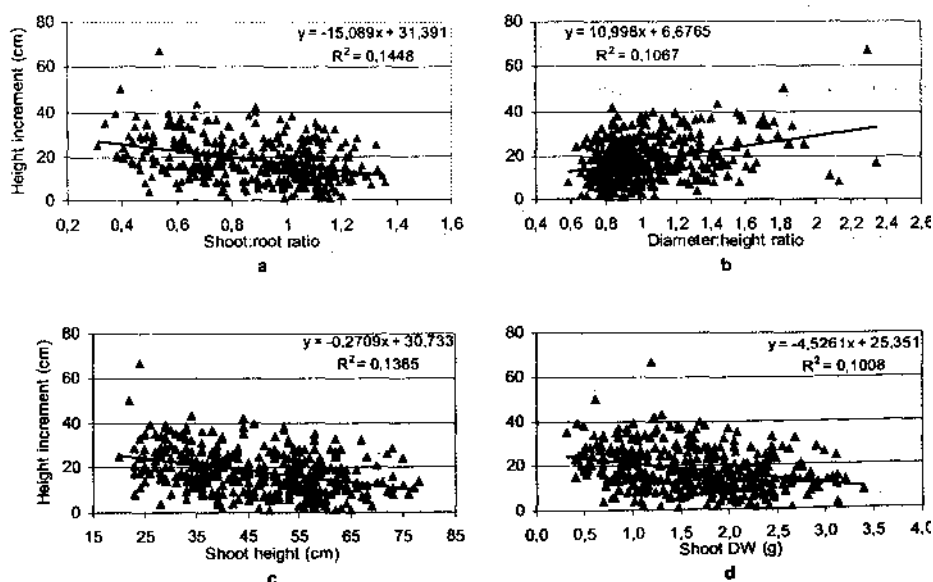 y = -15,089x + 31,391
R² = 0,1448
Height increment (cm)
80
60
40
20
0
0,2 0,4 0,6 0,8 1 1,2 1,4 1,6
Shoot:root ratio
a
y = 10,998x + 6,6765
R² = 0,1067
Height increment (cm)
80
60
40
20
0
0,4 0,6 0,8 1 1,2 1,4 1,6 1,8 2 2,2 2,4 2,6
Diameter:height ratio
b
y = -0,2709x + 30,733
R² = 0,1365
Height increment (cm)
80
60
40
20
0
15 25 35 45 55 65 75 85
Shoot height (cm)
c
y = -4,5261x + 25,351
R² = 0,1008
Height increment (cm)
80
60
40
20
0
0,0 0,5 1,0 1,5 2,0 2,5 3,0 3,5 4,0
Shoot DW (g)
d